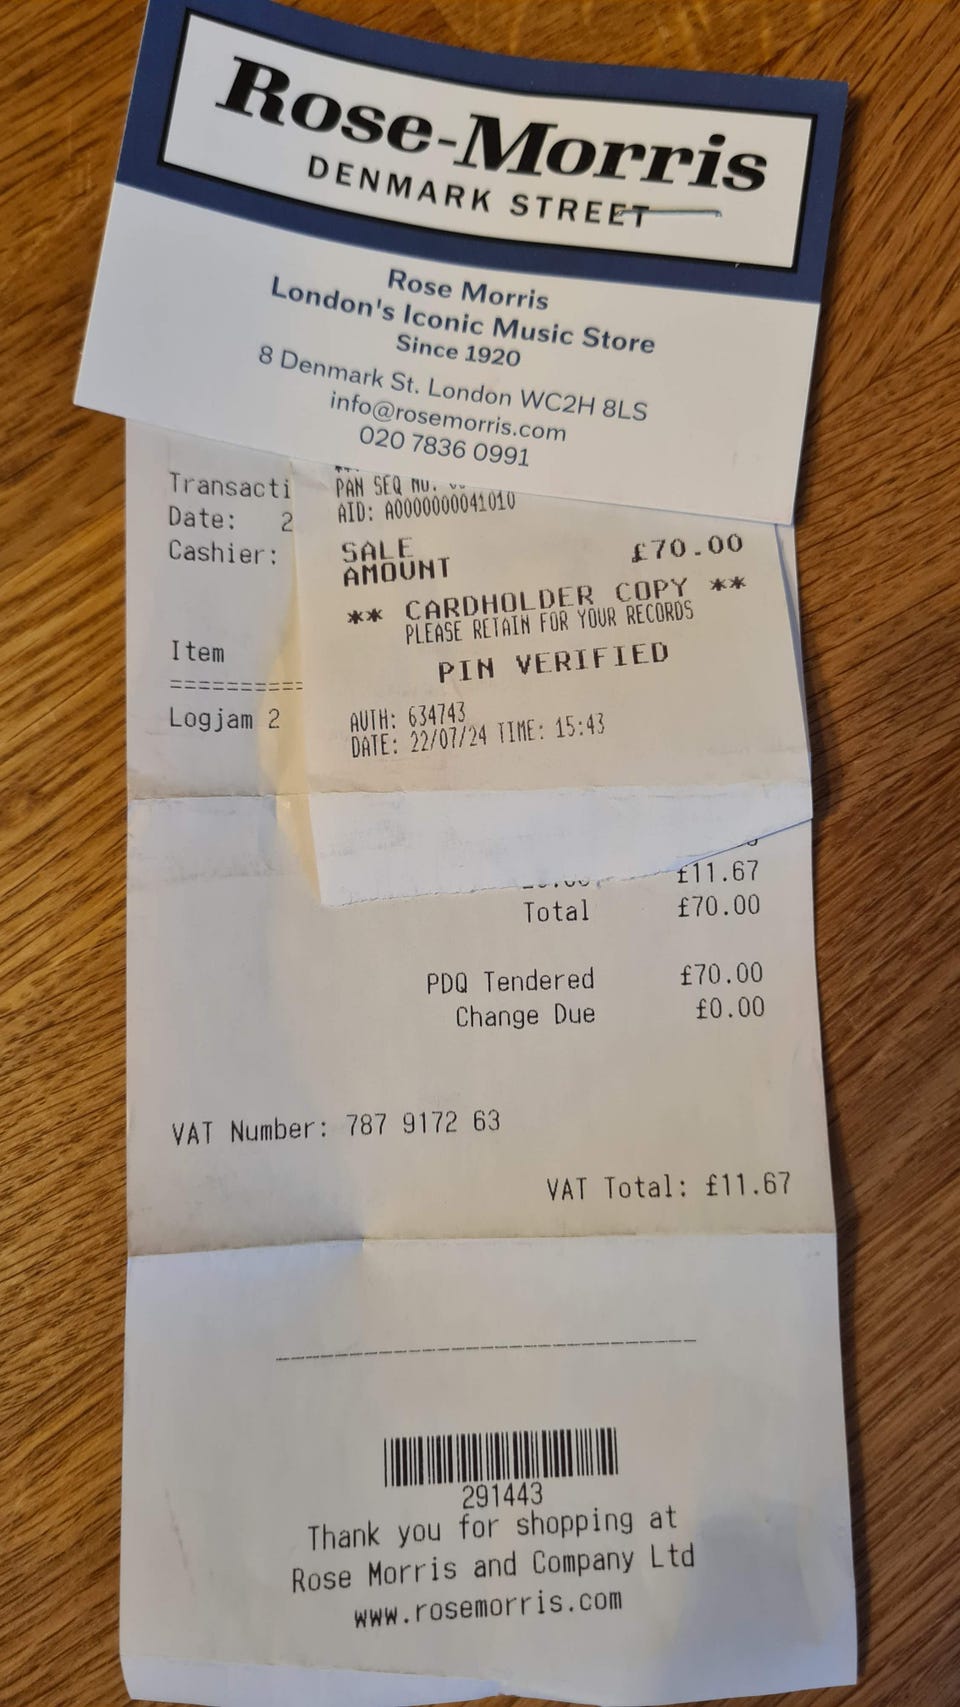 Rose-Morris
DENMARK STREET
Rose Morris
London's Iconic Music Store
Since 1920
8 Denmark St. London WC2H 8LS
info@rosemorris.com
020 7836 0991
PAN SEQ NO.
AID: A0000000041010
SALE
AMOUNT £70.00
** CARDHOLDER COPY **
PLEASE RETAIN FOR YOUR RECORDS
PIN VERIFIED
AUTH: 634743
DATE: 22/07/24 TIME: 15:43
Transacti
Date: 2
Cashier:
Item
==========
Logjam 2
£11.67
Total £70.00
PDQ Tendered £70.00
Change Due £0.00
VAT Number: 787 9172 63
VAT Total: £11.67
291443
Thank you for shopping at
Rose Morris and Company Ltd
www.rosemorris.com